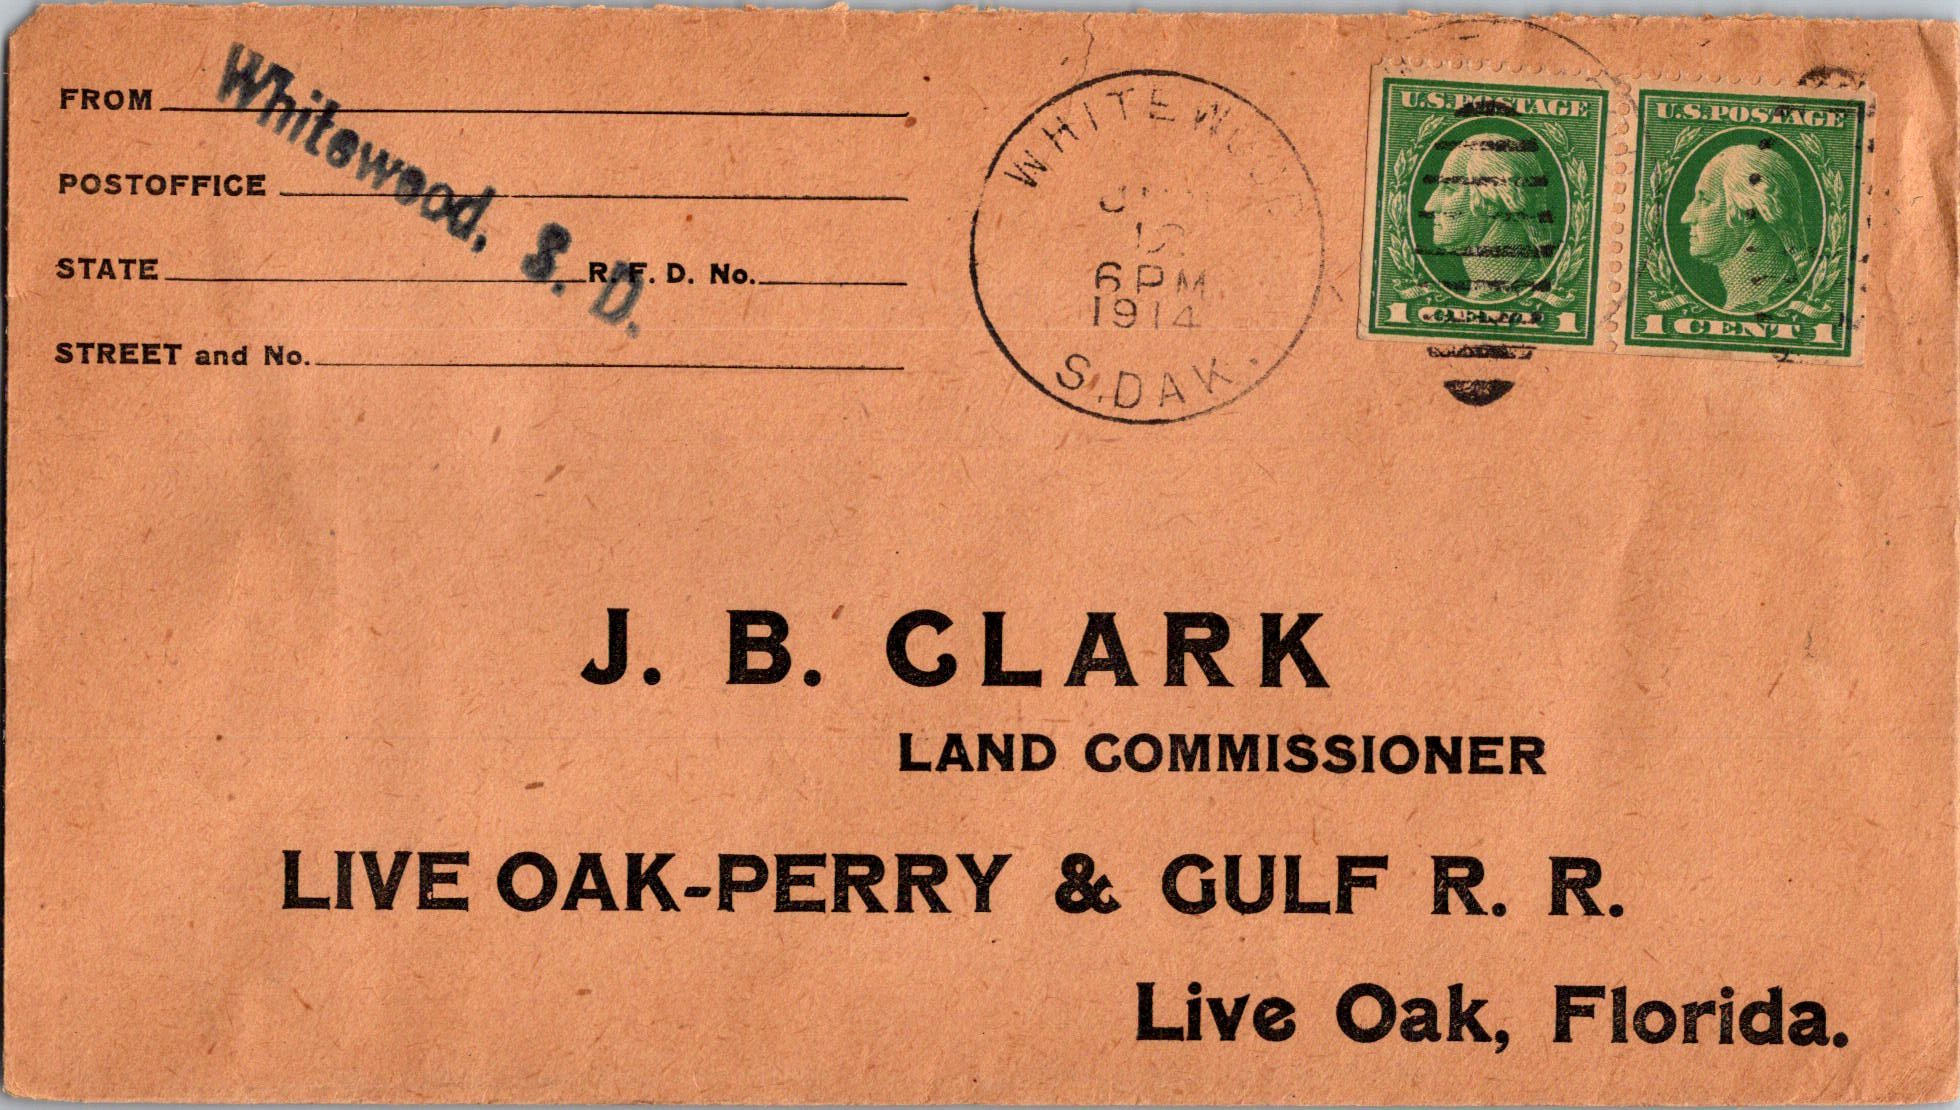 FROM
POSTOFFICE
STATE R. F. D. No.
STREET and No.
Whitewood, S. D.
WHITEWOOD
6 PM
1914
S. DAK.
U.S. POSTAGE
1 CENT 1
U.S. POSTAGE
1 CENT 1
J. B. CLARK
LAND COMMISSIONER
LIVE OAK-PERRY & GULF R. R.
Live Oak, Florida.